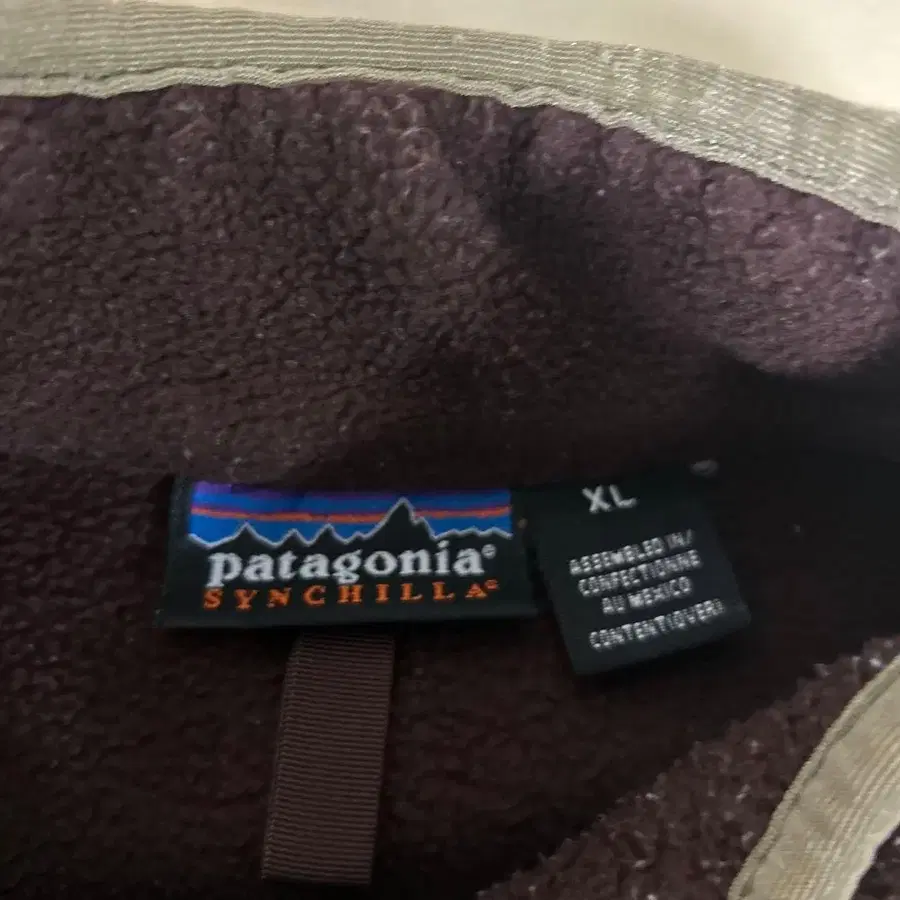 patagonia®
SYNCHILLA®
XL
ASSEMBLED IN/
CONFECTIONNE
AU MEXICO
CONTENT(OVER)